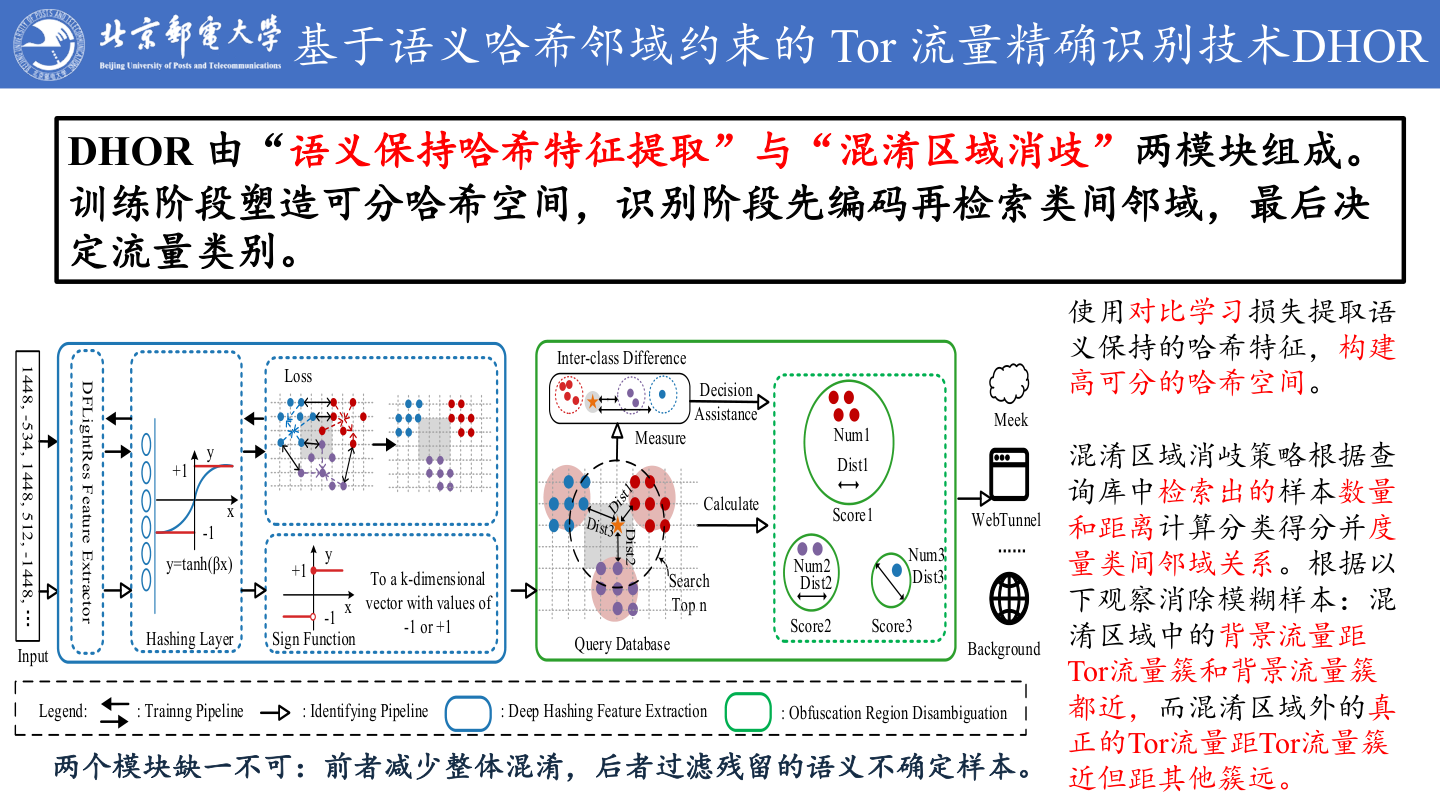 北京邮电大学
Beijing University of Posts and Telecommunications
基于语义哈希邻域约束的 Tor 流量精确识别技术DHOR
DHOR 由“语义保持哈希特征提取”与“混淆区域消歧”两模块组成。
训练阶段塑造可分哈希空间，识别阶段先编码再检索类间邻域，最后决
定流量类别。
1448, -534, 1448, 512, -1448, ...
Input
DFLightRes Feature Extractor
+1
y
x
-1
y=tanh(βx)
Hashing Layer
Loss
+1
y
x
-1
Sign Function
To a k-dimensional
vector with values of
-1 or +1
Inter-class Difference
Decision
Assistance
Measure
Dist1
Dist3
Dist2
Calculate
Search
Top n
Query Database
Num1
Dist1
Score1
Num2
Dist2
Score2
Num3
Dist3
Score3
Meek
WebTunnel
......
Background
Legend:
: Trainng Pipeline
: Identifying Pipeline
: Deep Hashing Feature Extraction
: Obfuscation Region Disambiguation
两个模块缺一不可：前者减少整体混淆，后者过滤残留的语义不确定样本。
使用对比学习损失提取语
义保持的哈希特征，构建
高可分的哈希空间。
混淆区域消歧策略根据查
询库中检索出的样本数量
和距离计算分类得分并度
量类间邻域关系。根据以
下观察消除模糊样本：混
淆区域中的背景流量距
Tor流量簇和背景流量簇
都近，而混淆区域外的真
正的Tor流量距Tor流量簇
近但距其他簇远。